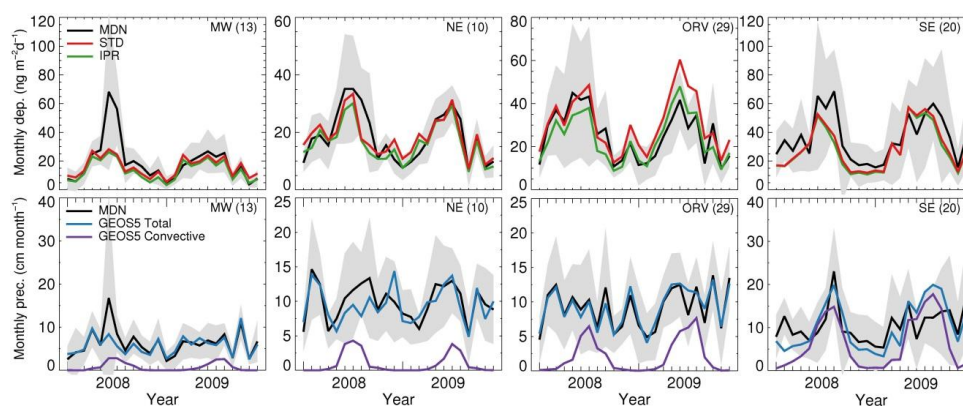 Monthly dep. (ng m⁻²d⁻¹)
120
100
80
60
40
20
0
MDN
STD
IPR
MW (13)
60
40
20
0
NE (10)
80
60
40
20
0
ORV (29)
120
100
80
60
40
20
0
SE (20)
Monthly prec. (cm month⁻¹)
40
30
20
10
0
MDN
GEOS5 Total
GEOS5 Convective
MW (13)
2008 2009
Year
25
20
15
10
5
0
NE (10)
2008 2009
Year
25
20
15
10
5
0
ORV (29)
2008 2009
Year
40
30
20
10
0
SE (20)
2008 2009
Year